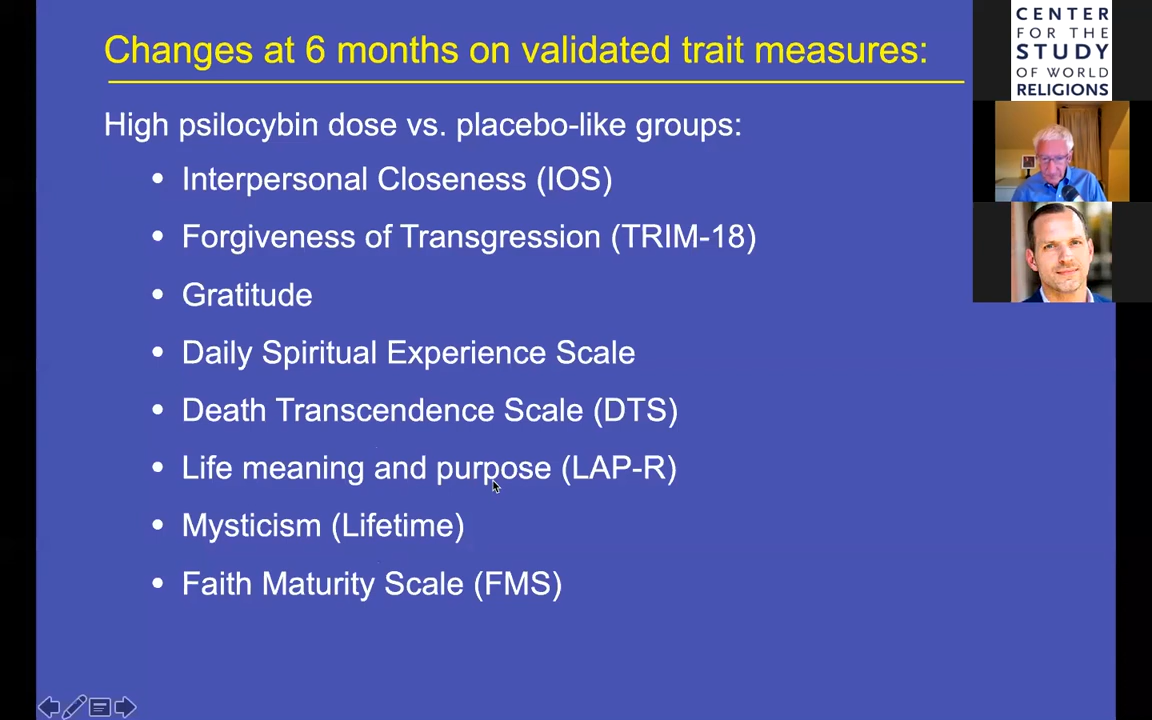 Changes at 6 months on validated trait measures:
High psilocybin dose vs. placebo-like groups:
• Interpersonal Closeness (IOS)
• Forgiveness of Transgression (TRIM-18)
• Gratitude
• Daily Spiritual Experience Scale
• Death Transcendence Scale (DTS)
• Life meaning and purpose (LAP-R)
• Mysticism (Lifetime)
• Faith Maturity Scale (FMS)
CENTER
FOR THE
STUDY
OF WORLD
RELIGIONS